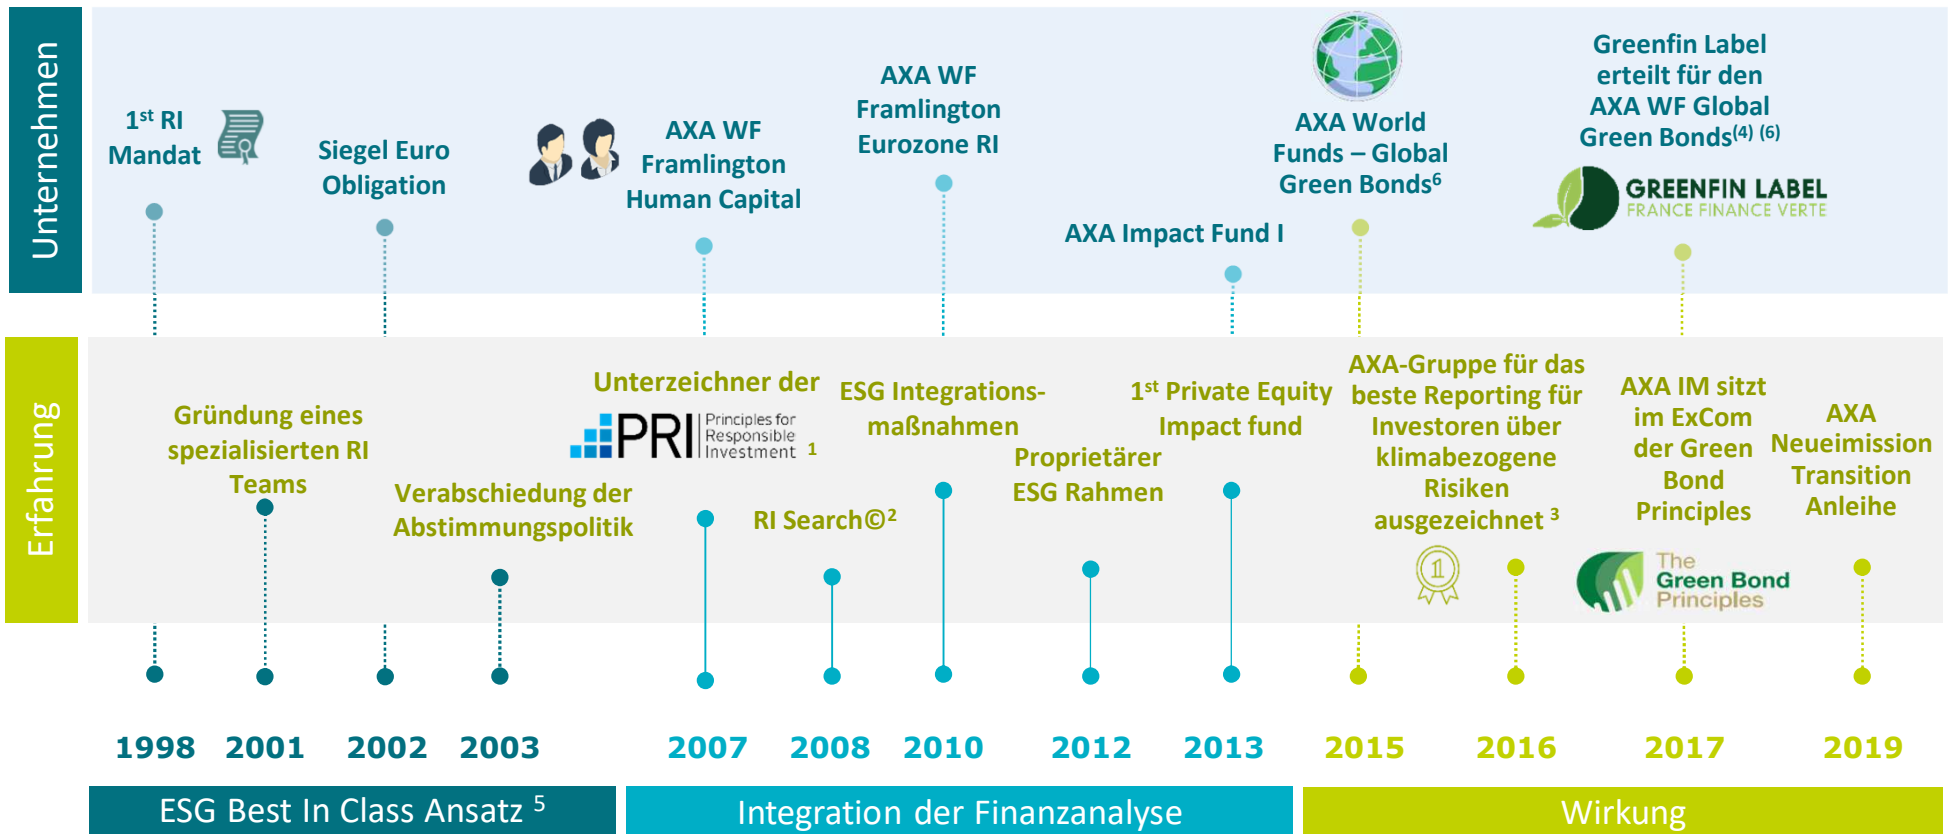 Unternehmen
1st RI
Mandat
Siegel Euro
Obligation
AXA WF
Framlington
Human Capital
AXA WF
Framlington
Eurozone RI
AXA Impact Fund I
AXA World
Funds – Global
Green Bonds6
Greenfin Label
erteilt für den
AXA WF Global
Green Bonds(4) (6)
GREENFIN LABEL
FRANCE FINANCE VERTE
Erfahrung
Gründung eines
spezialisierten RI
Teams
Verabschiedung der
Abstimmungspolitik
Unterzeichner der
PRI
Principles for
Responsible
Investment 1
RI Search©2
ESG Integrations-
maßnahmen
Proprietärer
ESG Rahmen
1st Private Equity
Impact fund
AXA-Gruppe für das
beste Reporting für
Investoren über
klimabezogene
Risiken
ausgezeichnet 3
1
AXA IM sitzt
im ExCom
der Green
Bond
Principles
The
Green Bond
Principles
AXA
Neueimission
Transition
Anleihe
1998 2001 2002 2003 2007 2008 2010 2012 2013 2015 2016 2017 2019
ESG Best In Class Ansatz 5
Integration der Finanzanalyse
Wirkung